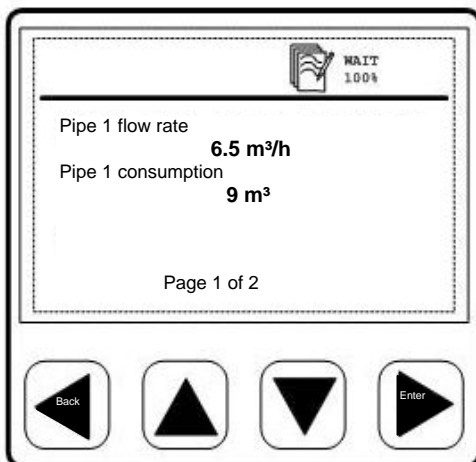 WAIT
100%
Pipe 1 flow rate
6.5 m³/h
Pipe 1 consumption
9 m³
Page 1 of 2
Back
Enter